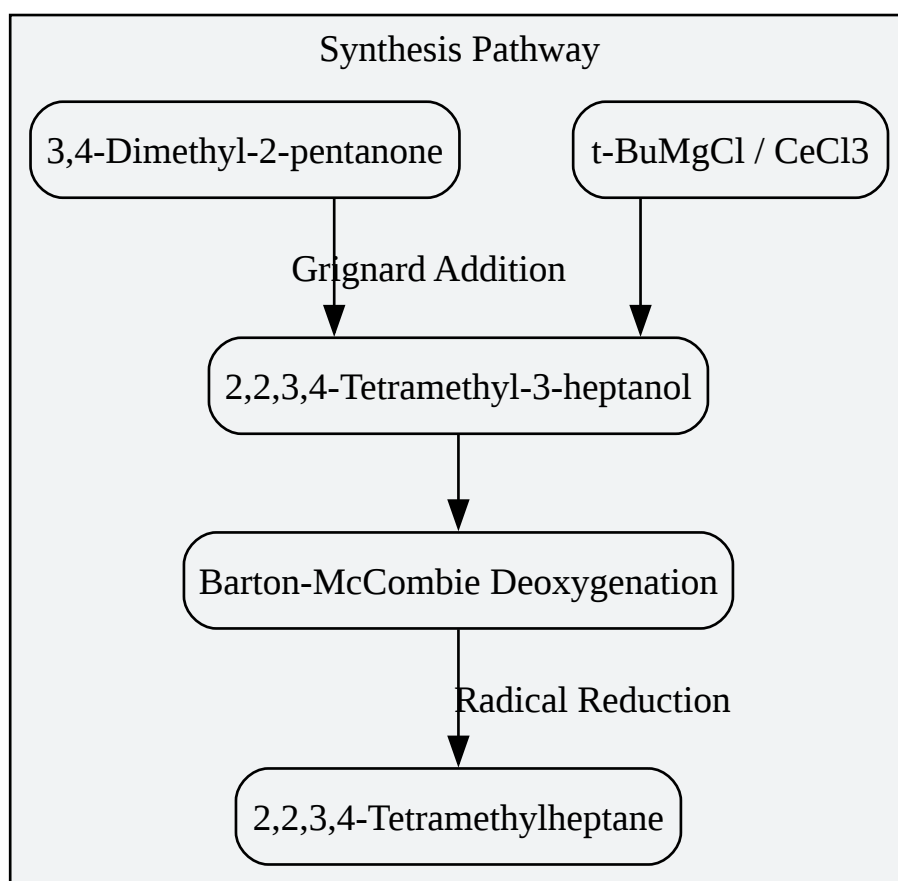 Synthesis Pathway
3,4-Dimethyl-2-pentanone
t-BuMgCl / CeCl3
Grignard Addition
2,2,3,4-Tetramethyl-3-heptanol
Barton-McCombie Deoxygenation
Radical Reduction
2,2,3,4-Tetramethylheptane